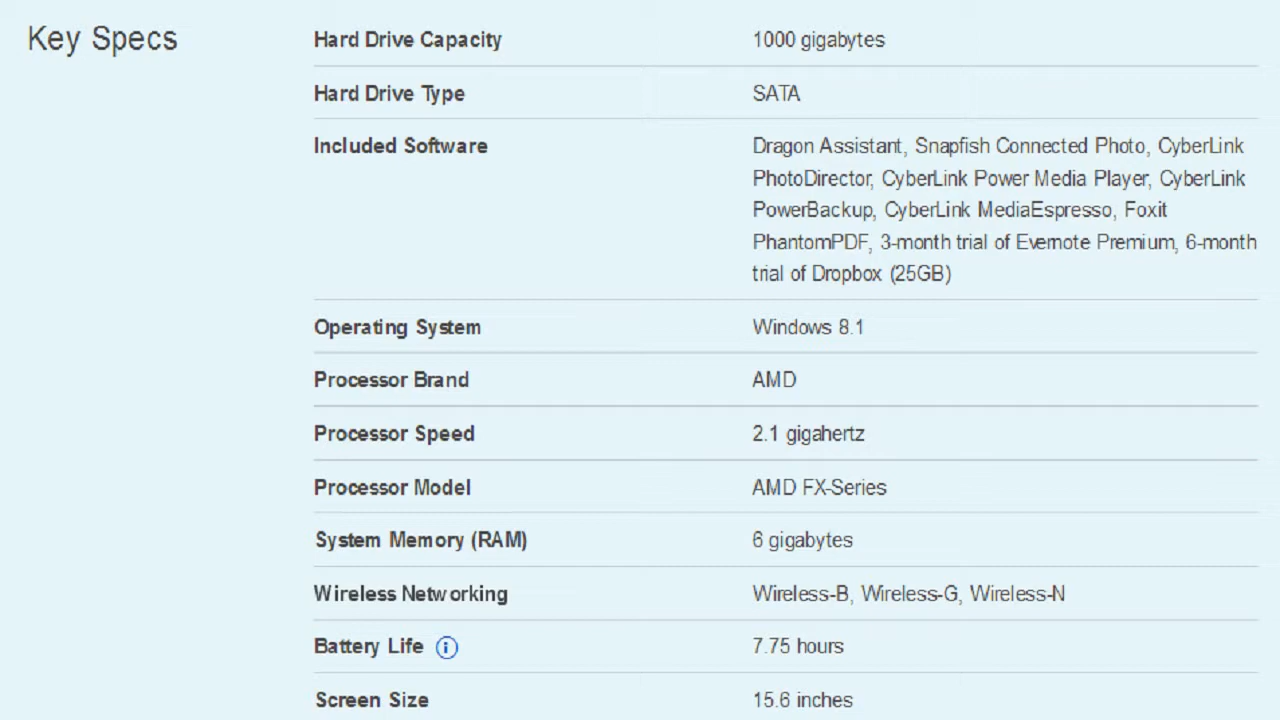 Key Specs
Hard Drive Capacity 1000 gigabytes
Hard Drive Type SATA
Included Software Dragon Assistant, Snapfish Connected Photo, CyberLink
PhotoDirector, CyberLink Power Media Player, CyberLink
PowerBackup, CyberLink MediaEspresso, Foxit
PhantomPDF, 3-month trial of Evernote Premium, 6-month
trial of Dropbox (25GB)
Operating System Windows 8.1
Processor Brand AMD
Processor Speed 2.1 gigahertz
Processor Model AMD FX-Series
System Memory (RAM) 6 gigabytes
Wireless Networking Wireless-B, Wireless-G, Wireless-N
Battery Life i 7.75 hours
Screen Size 15.6 inches